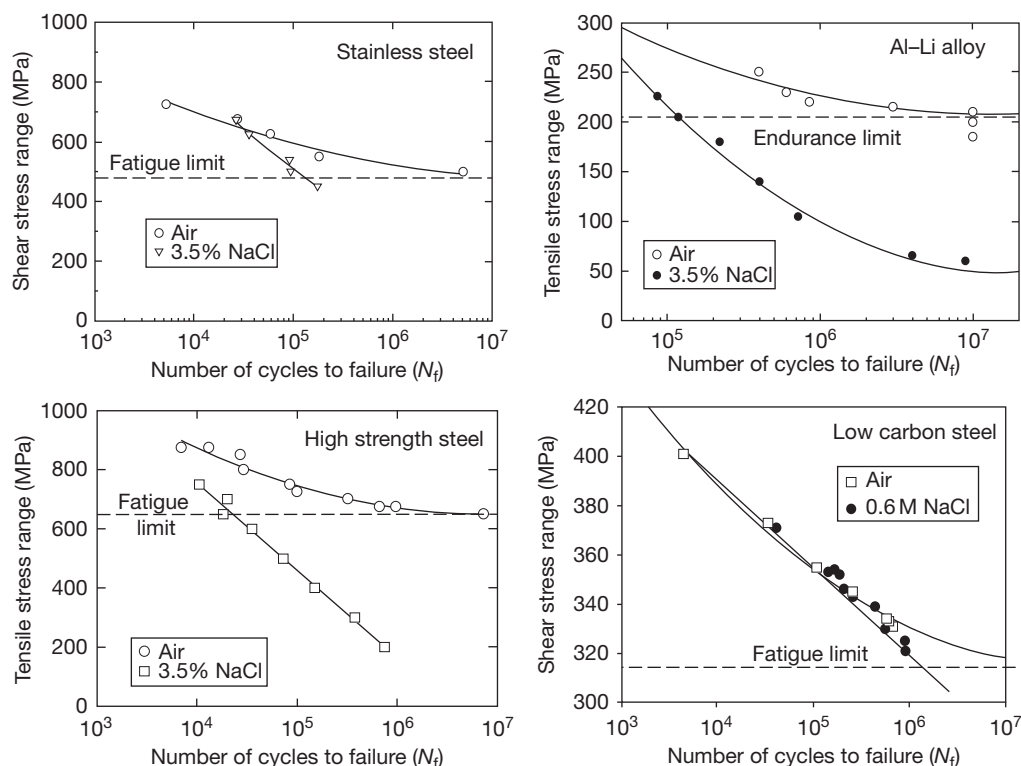 1000
800
600
400
200
0
Shear stress range (MPa)
Stainless steel
Fatigue limit
Air
3.5% NaCl
10³ 10⁴ 10⁵ 10⁶ 10⁷
Number of cycles to failure (Nf)
300
250
200
150
100
50
0
Tensile stress range (MPa)
Al–Li alloy
Endurance limit
Air
3.5% NaCl
10⁵ 10⁶ 10⁷
Number of cycles to failure (Nf)
1000
800
600
400
200
0
Tensile stress range (MPa)
High strength steel
Fatigue
limit
Air
3.5% NaCl
10⁴ 10⁵ 10⁶ 10⁷
Number of cycles to failure (Nf)
400
380
360
340
320
300
Shear stress range (MPa)
Low carbon steel
Air
0.6 M NaCl
Fatigue limit
10³ 10⁴ 10⁵ 10⁶ 10⁷
Number of cycles to failure (Nf)